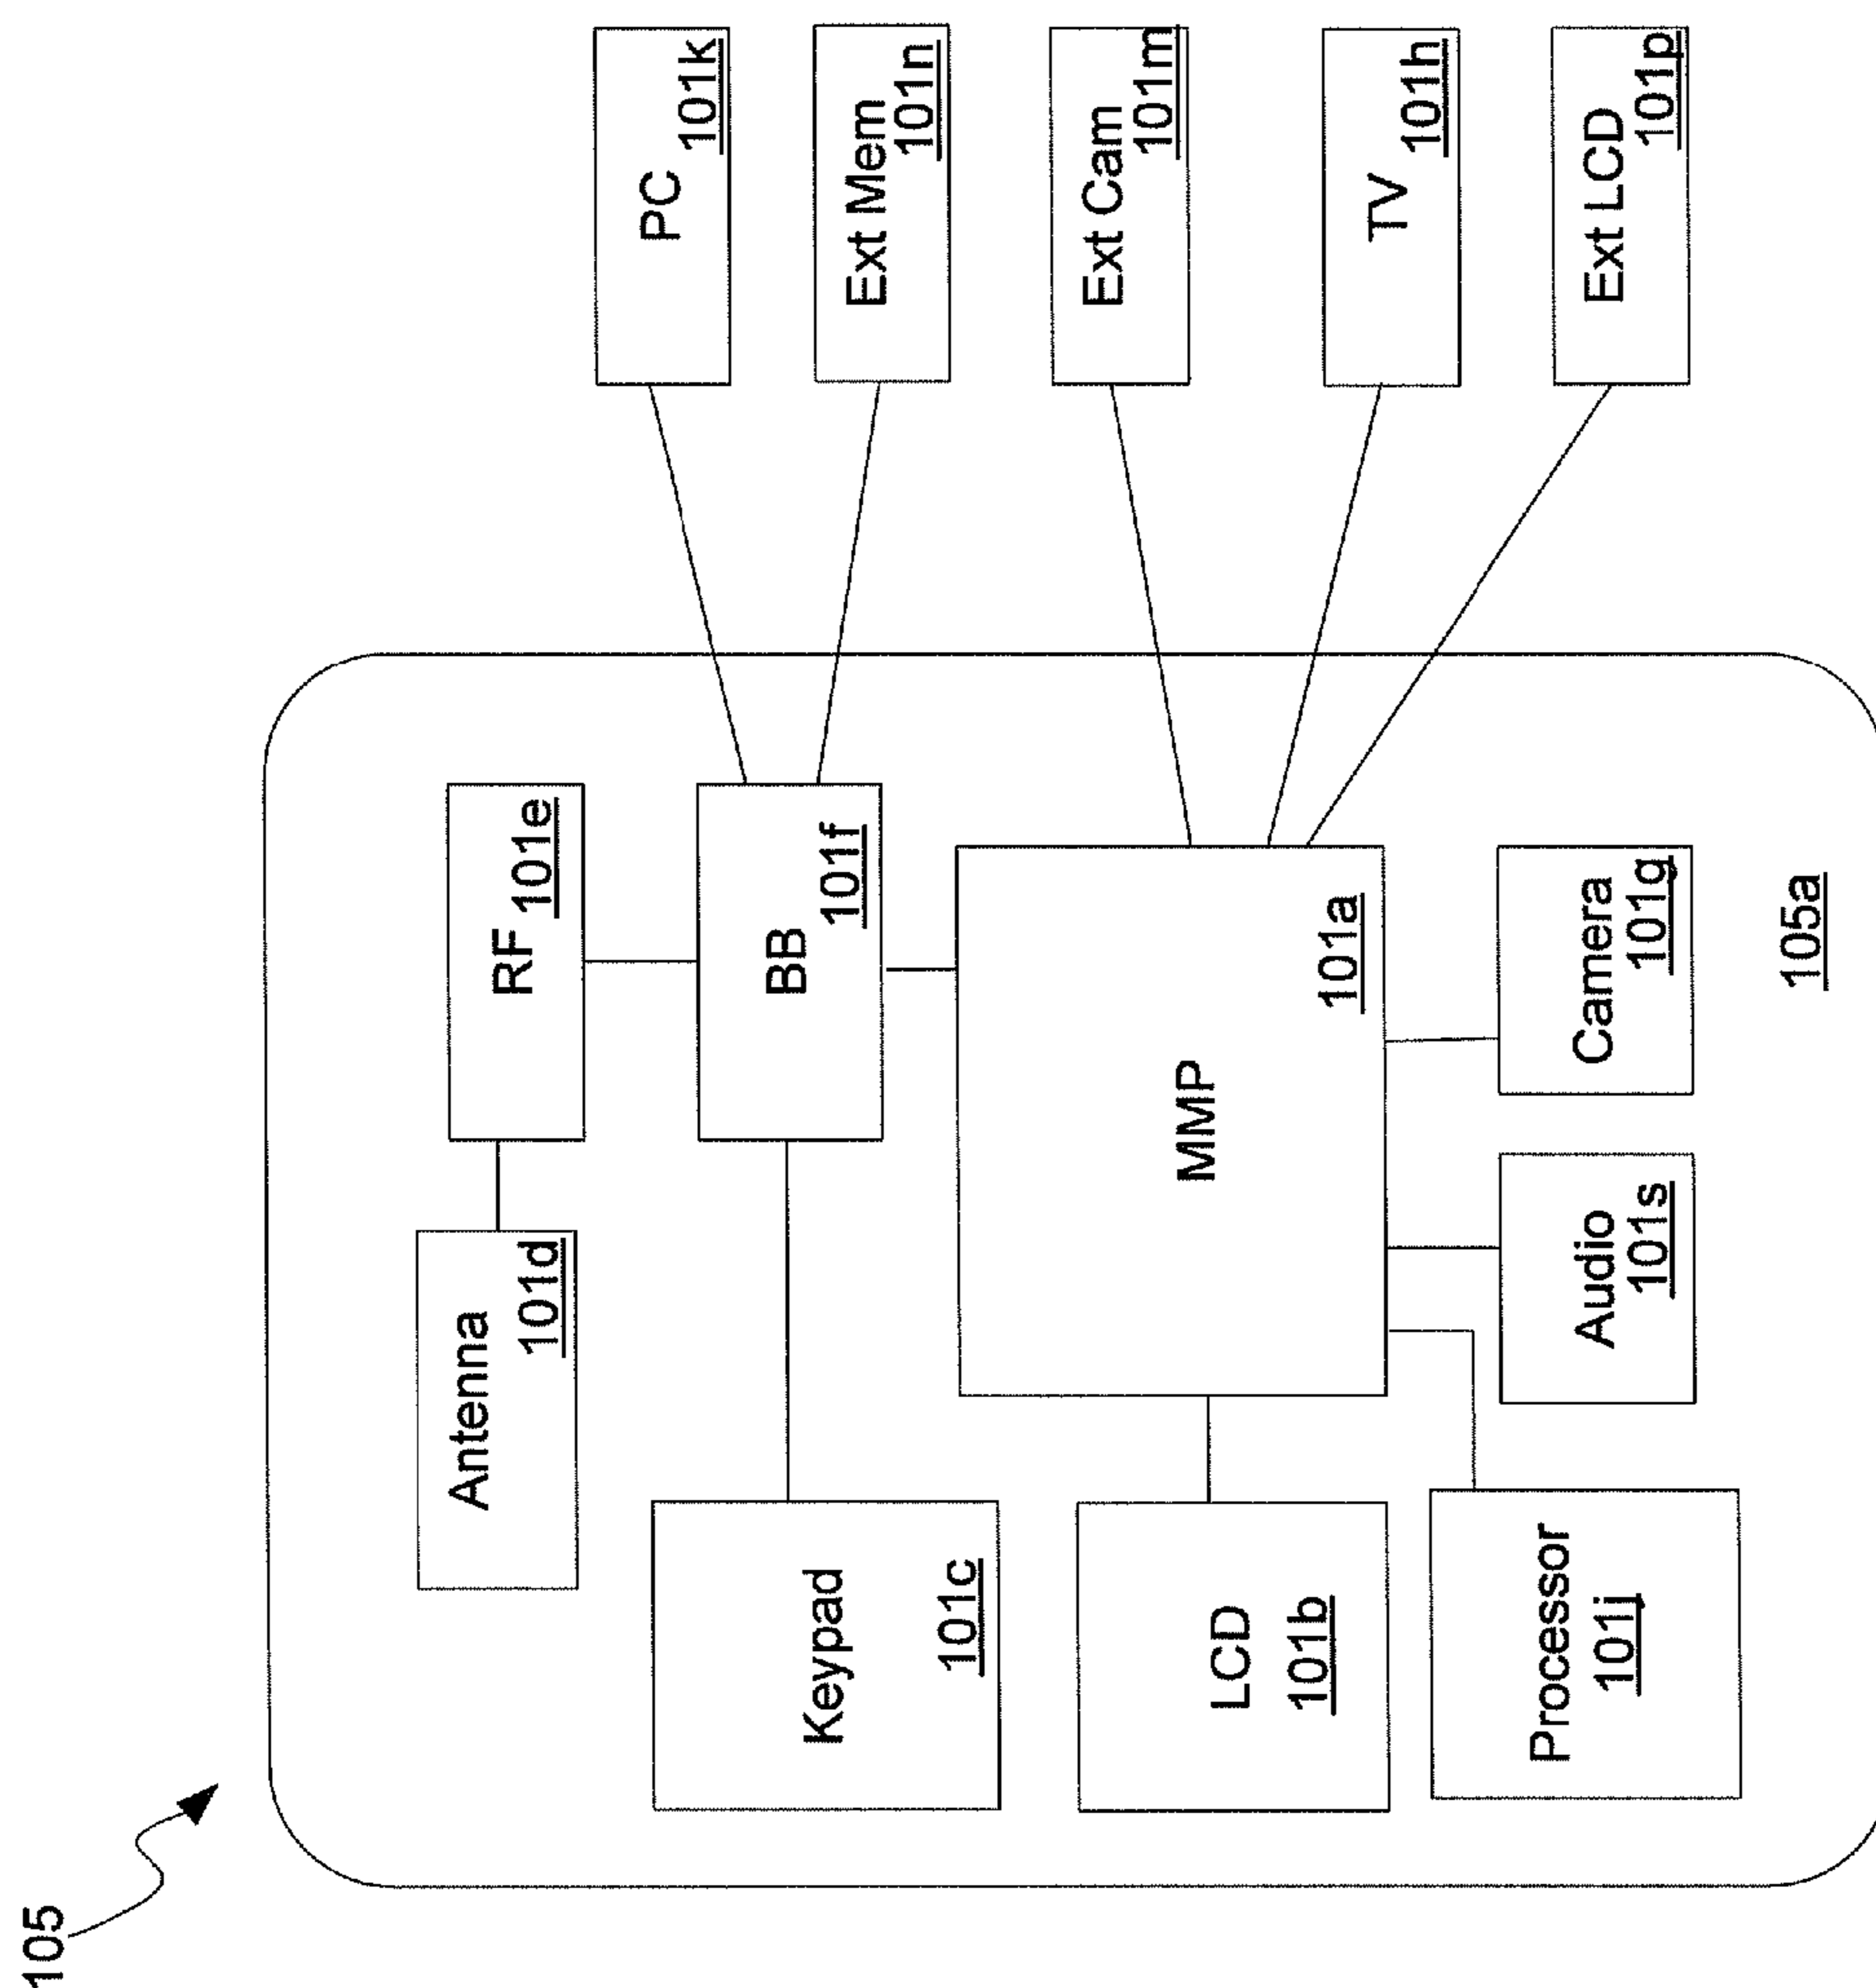 105
Antenna
101d
RF
101e
PC
101k
Keypad
101c
BB
101f
Ext Mem
101n
MMP
101a
Ext Cam
101m
LCD
101b
TV
101h
Processor
101j
Audio
101s
Camera
101g
Ext LCD
101p
105a